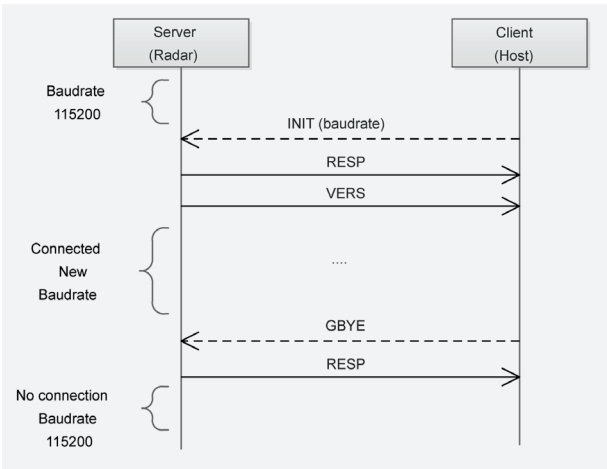 Server
(Radar)
Client
(Host)
Baudrate
115200
INIT (baudrate)
RESP
VERS
Connected
New
Baudrate
....
GBYE
RESP
No connection
Baudrate
115200